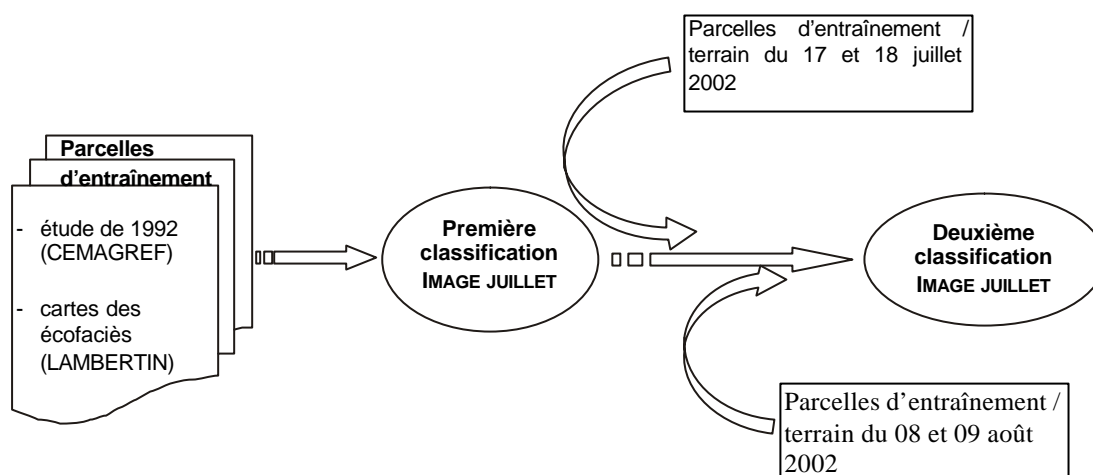 Parcelles d'entraînement /
terrain du 17 et 18 juillet
2002
Parcelles
d'entraînement
- étude de 1992
(CEMAGREF)
- cartes des
écofaciès
(LAMBERTIN)
Première
classification
IMAGE JUILLET
Deuxième
classification
IMAGE JUILLET
Parcelles d'entraînement /
terrain du 08 et 09 août
2002